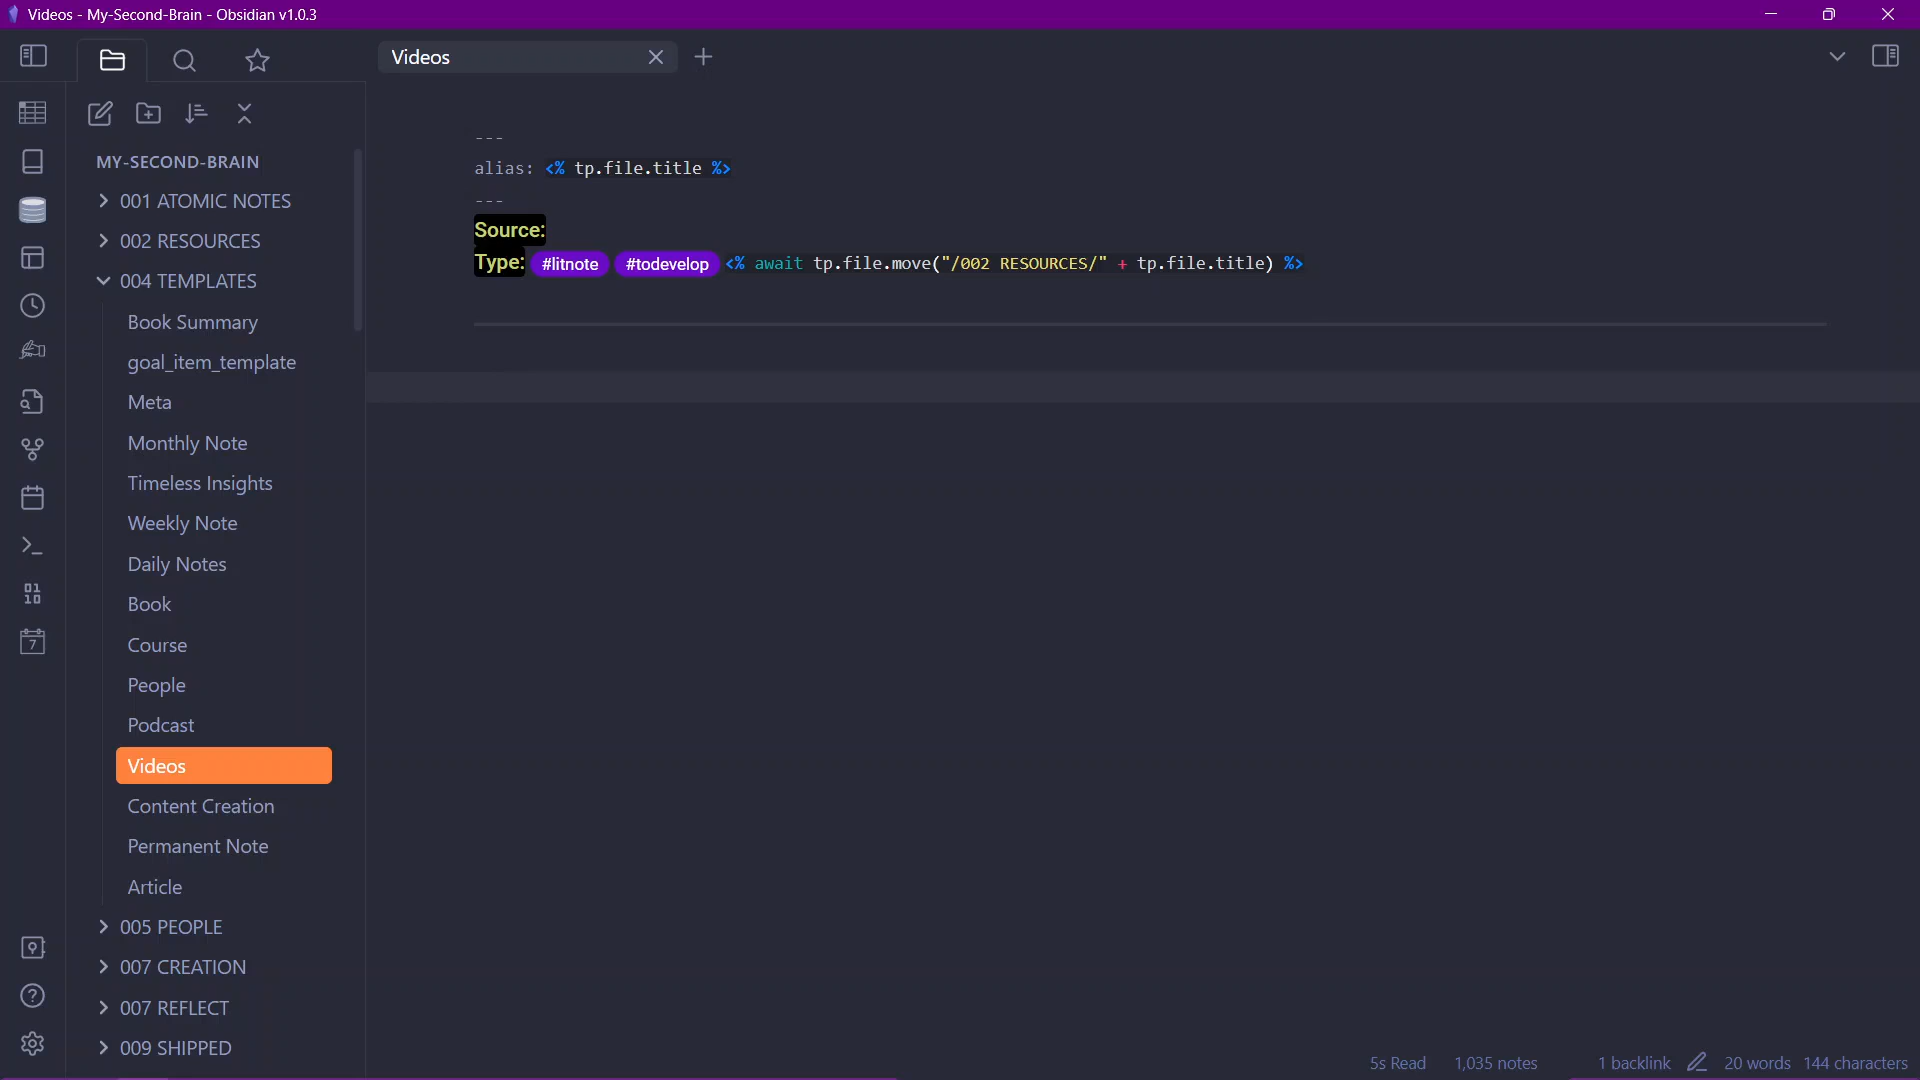 Videos - My-Second-Brain - Obsidian v1.0.3
Videos
MY-SECOND-BRAIN
001 ATOMIC NOTES
002 RESOURCES
004 TEMPLATES
Book Summary
goal_item_template
Meta
Monthly Note
Timeless Insights
Weekly Note
Daily Notes
Book
Course
People
Podcast
Videos
Content Creation
Permanent Note
Article
005 PEOPLE
007 CREATION
007 REFLECT
009 SHIPPED
01
10
7
---
alias: <% tp.file.title %>
---
Source:
Type: #litnote #todevelop <% await tp.file.move("/002 RESOURCES/" + tp.file.title) %>
5s Read 1,035 notes 1 backlink 20 words 144 characters